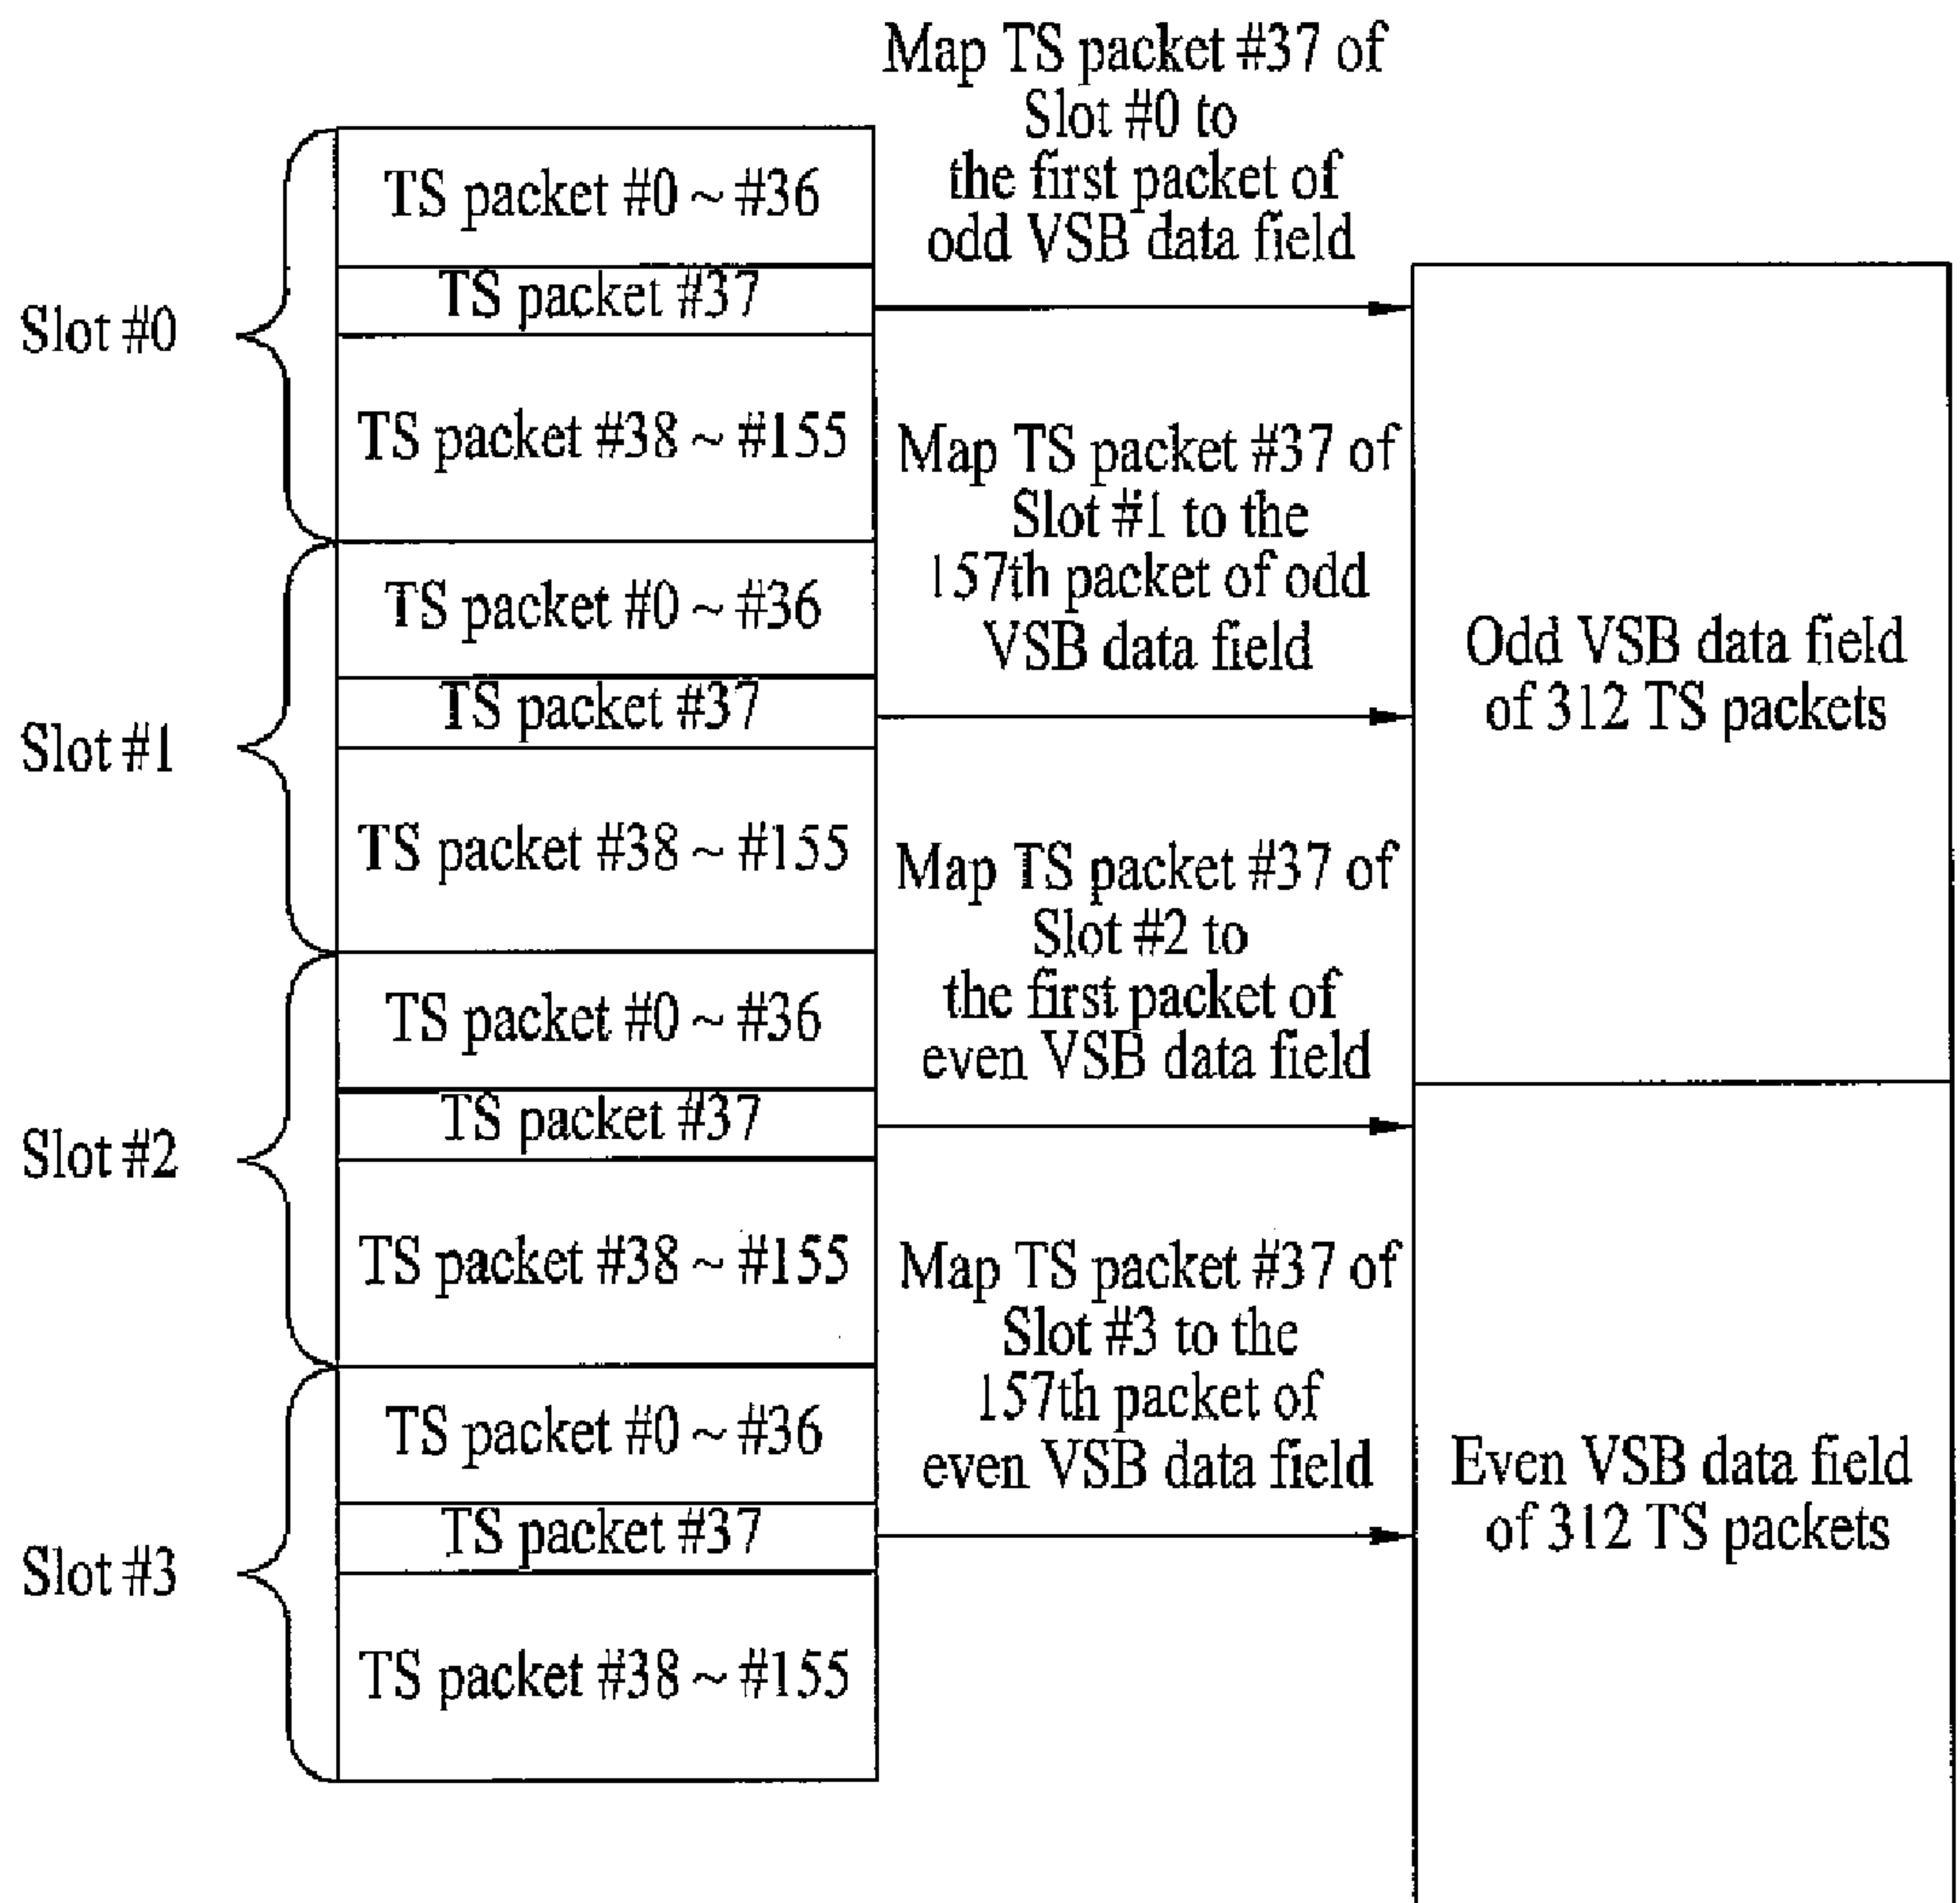 Map TS packet #37 of
Slot #0 to
the first packet of
odd VSB data field
Slot #0
TS packet #0 ~ #36
TS packet #37
TS packet #38 ~ #155
Map TS packet #37 of
Slot #1 to the
157th packet of odd
VSB data field
Slot #1
TS packet #0 ~ #36
TS packet #37
TS packet #38 ~ #155
Odd VSB data field
of 312 TS packets
Map TS packet #37 of
Slot #2 to
the first packet of
even VSB data field
Slot #2
TS packet #0 ~ #36
TS packet #37
TS packet #38 ~ #155
Map TS packet #37 of
Slot #3 to the
157th packet of
even VSB data field
Slot #3
TS packet #0 ~ #36
TS packet #37
TS packet #38 ~ #155
Even VSB data field
of 312 TS packets